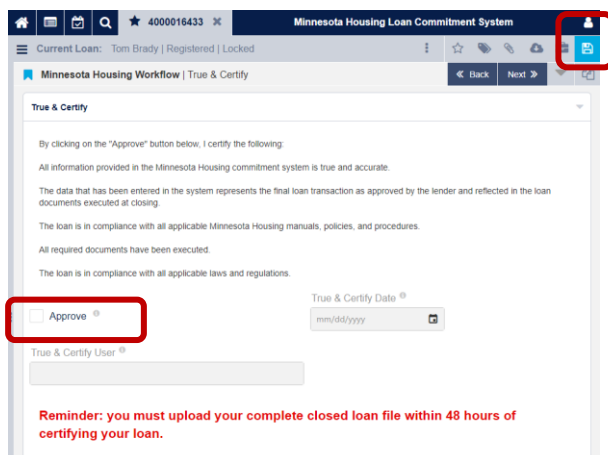 4000016433 ×
Minnesota Housing Loan Commitment System
Current Loan: Tom Brady | Registered | Locked
Minnesota Housing Workflow | True & Certify
« Back Next »
True & Certify
By clicking on the "Approve" button below, I certify the following:
All information provided in the Minnesota Housing commitment system is true and accurate.
The data that has been entered in the system represents the final loan transaction as approved by the lender and reflected in the loan
documents executed at closing.
The loan is in compliance with all applicable Minnesota Housing manuals, policies, and procedures.
All required documents have been executed.
The loan is in compliance with all applicable laws and regulations.
True & Certify Date
Approve
mm/dd/yyyy
True & Certify User
Reminder: you must upload your complete closed loan file within 48 hours of
certifying your loan.